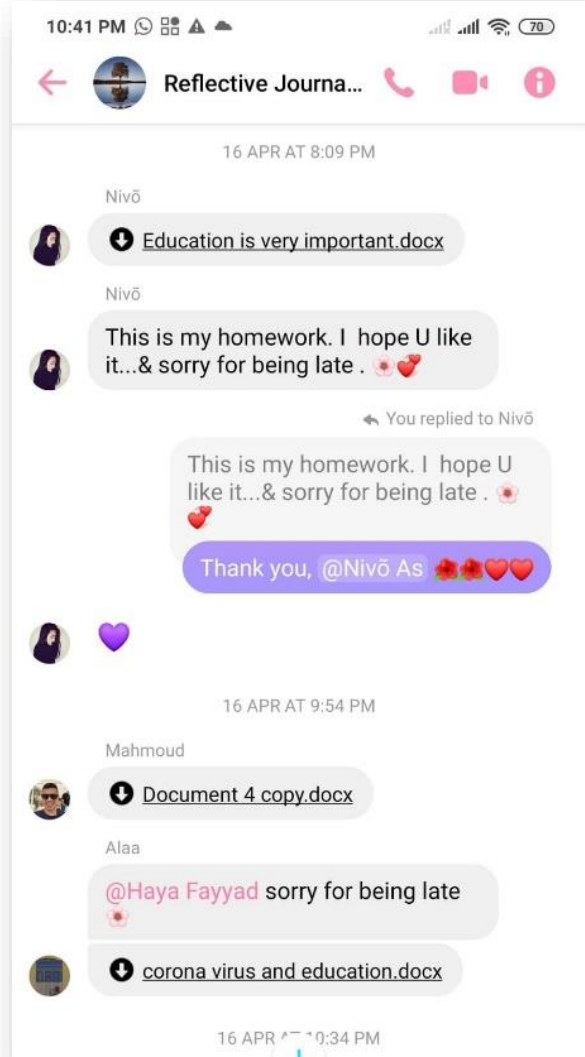 10:41 PM
70
Reflective Journa...
16 APR AT 8:09 PM
Nivõ
Education is very important.docx
Nivõ
This is my homework. I hope U like
it...& sorry for being late . 🌸💞
You replied to Nivõ
This is my homework. I hope U
like it...& sorry for being late . 🌸
💞
Thank you, @Nivõ As 🌺🌺❤️❤️
💜
16 APR AT 9:54 PM
Mahmoud
Document 4 copy.docx
Alaa
@Haya Fayyad sorry for being late
🌸
corona virus and education.docx
16 APR 10:34 PM